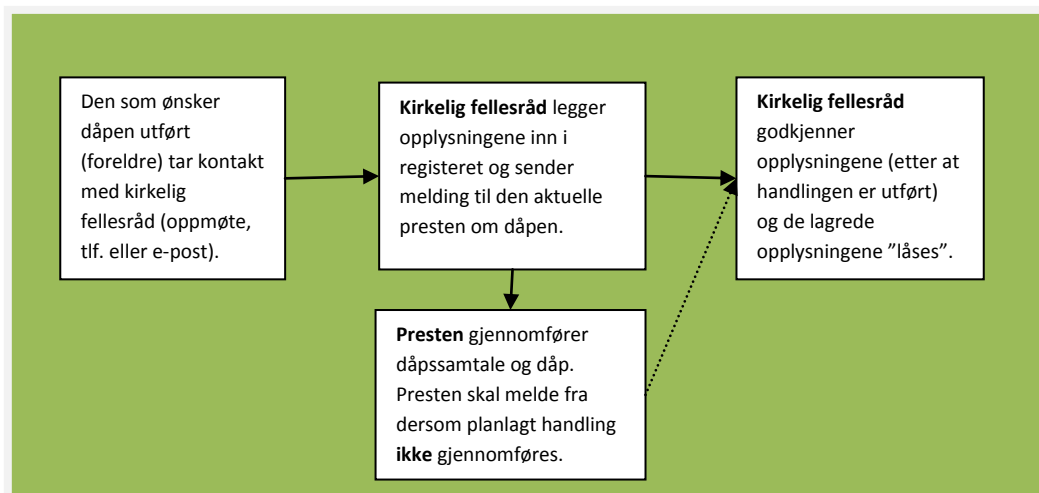 Den som ønsker
dåpen utført
(foreldre) tar kontakt
med kirkelig
fellesråd (oppmøte,
tlf. eller e-post).
Kirkelig fellesråd legger
opplysningene inn i
registeret og sender
melding til den aktuelle
presten om dåpen.
Kirkelig fellesråd
godkjenner
opplysningene (etter at
handlingen er utført)
og de lagrede
opplysningene ”låses”.
Presten gjennomfører
dåpssamtale og dåp.
Presten skal melde fra
dersom planlagt handling
ikke gjennomføres.